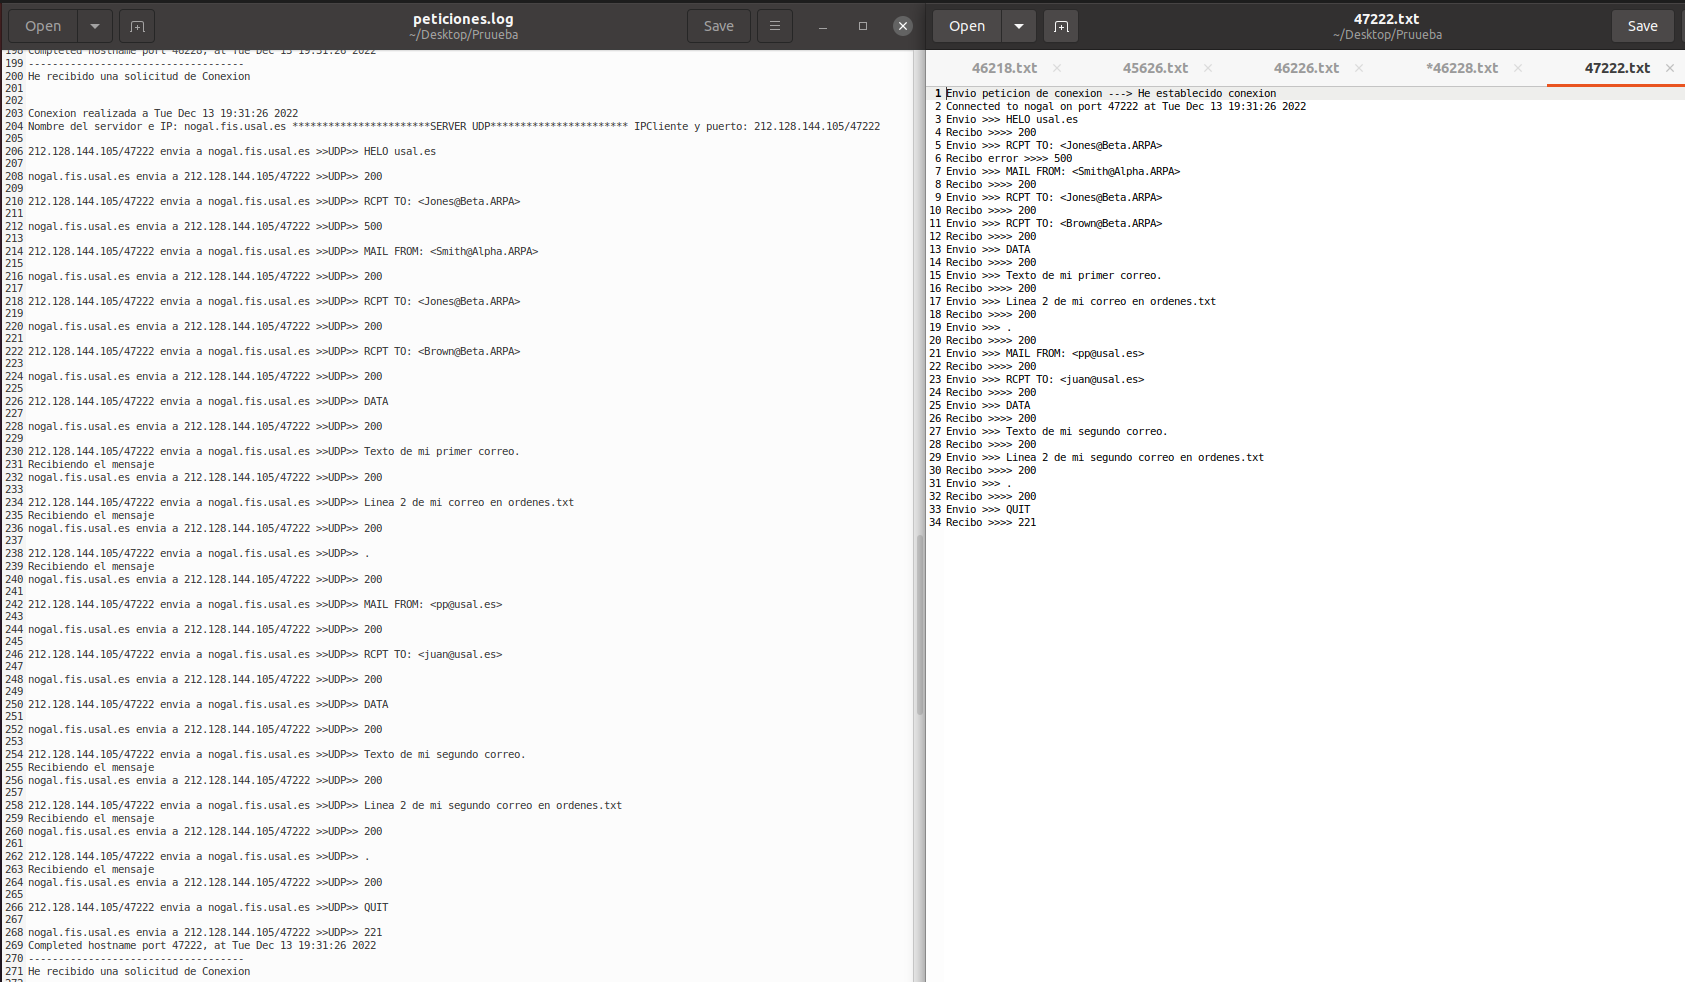 Open
peticiones.log
~/Desktop/Pruueba
Save
198 Completed hostname port 46228, at Tue Dec 13 19:31:26 2022
199 ------------------------------------
200 He recibido una solicitud de Conexion
201
202
203 Conexion realizada a Tue Dec 13 19:31:26 2022
204 Nombre del servidor e IP: nogal.fis.usal.es ***********************SERVER UDP*********************** IPCliente y puerto: 212.128.144.105/47222
205
206 212.128.144.105/47222 envia a nogal.fis.usal.es >>UDP>> HELO usal.es
207
208 nogal.fis.usal.es envia a 212.128.144.105/47222 >>UDP>> 200
209
210 212.128.144.105/47222 envia a nogal.fis.usal.es >>UDP>> RCPT TO: <Jones@Beta.ARPA>
211
212 nogal.fis.usal.es envia a 212.128.144.105/47222 >>UDP>> 500
213
214 212.128.144.105/47222 envia a nogal.fis.usal.es >>UDP>> MAIL FROM: <Smith@Alpha.ARPA>
215
216 nogal.fis.usal.es envia a 212.128.144.105/47222 >>UDP>> 200
217
218 212.128.144.105/47222 envia a nogal.fis.usal.es >>UDP>> RCPT TO: <Jones@Beta.ARPA>
219
220 nogal.fis.usal.es envia a 212.128.144.105/47222 >>UDP>> 200
221
222 212.128.144.105/47222 envia a nogal.fis.usal.es >>UDP>> RCPT TO: <Brown@Beta.ARPA>
223
224 nogal.fis.usal.es envia a 212.128.144.105/47222 >>UDP>> 200
225
226 212.128.144.105/47222 envia a nogal.fis.usal.es >>UDP>> DATA
227
228 nogal.fis.usal.es envia a 212.128.144.105/47222 >>UDP>> 200
229
230 212.128.144.105/47222 envia a nogal.fis.usal.es >>UDP>> Texto de mi primer correo.
231 Recibiendo el mensaje
232 nogal.fis.usal.es envia a 212.128.144.105/47222 >>UDP>> 200
233
234 212.128.144.105/47222 envia a nogal.fis.usal.es >>UDP>> Linea 2 de mi correo en ordenes.txt
235 Recibiendo el mensaje
236 nogal.fis.usal.es envia a 212.128.144.105/47222 >>UDP>> 200
237
238 212.128.144.105/47222 envia a nogal.fis.usal.es >>UDP>> .
239 Recibiendo el mensaje
240 nogal.fis.usal.es envia a 212.128.144.105/47222 >>UDP>> 200
241
242 212.128.144.105/47222 envia a nogal.fis.usal.es >>UDP>> MAIL FROM: <pp@usal.es>
243
244 nogal.fis.usal.es envia a 212.128.144.105/47222 >>UDP>> 200
245
246 212.128.144.105/47222 envia a nogal.fis.usal.es >>UDP>> RCPT TO: <juan@usal.es>
247
248 nogal.fis.usal.es envia a 212.128.144.105/47222 >>UDP>> 200
249
250 212.128.144.105/47222 envia a nogal.fis.usal.es >>UDP>> DATA
251
252 nogal.fis.usal.es envia a 212.128.144.105/47222 >>UDP>> 200
253
254 212.128.144.105/47222 envia a nogal.fis.usal.es >>UDP>> Texto de mi segundo correo.
255 Recibiendo el mensaje
256 nogal.fis.usal.es envia a 212.128.144.105/47222 >>UDP>> 200
257
258 212.128.144.105/47222 envia a nogal.fis.usal.es >>UDP>> Linea 2 de mi segundo correo en ordenes.txt
259 Recibiendo el mensaje
260 nogal.fis.usal.es envia a 212.128.144.105/47222 >>UDP>> 200
261
262 212.128.144.105/47222 envia a nogal.fis.usal.es >>UDP>> .
263 Recibiendo el mensaje
264 nogal.fis.usal.es envia a 212.128.144.105/47222 >>UDP>> 200
265
266 212.128.144.105/47222 envia a nogal.fis.usal.es >>UDP>> QUIT
267
268 nogal.fis.usal.es envia a 212.128.144.105/47222 >>UDP>> 221
269 Completed hostname port 47222, at Tue Dec 13 19:31:26 2022
270 ------------------------------------
271 He recibido una solicitud de Conexion
272
Open
47222.txt
~/Desktop/Pruueba
Save
46218.txt 45626.txt 46226.txt *46228.txt 47222.txt
1 Envio peticion de conexion ---> He establecido conexion
2 Connected to nogal on port 47222 at Tue Dec 13 19:31:26 2022
3 Envio >>> HELO usal.es
4 Recibo >>>> 200
5 Envio >>> RCPT TO: <Jones@Beta.ARPA>
6 Recibo error >>>> 500
7 Envio >>> MAIL FROM: <Smith@Alpha.ARPA>
8 Recibo >>>> 200
9 Envio >>> RCPT TO: <Jones@Beta.ARPA>
10 Recibo >>>> 200
11 Envio >>> RCPT TO: <Brown@Beta.ARPA>
12 Recibo >>>> 200
13 Envio >>> DATA
14 Recibo >>>> 200
15 Envio >>> Texto de mi primer correo.
16 Recibo >>>> 200
17 Envio >>> Linea 2 de mi correo en ordenes.txt
18 Recibo >>>> 200
19 Envio >>> .
20 Recibo >>>> 200
21 Envio >>> MAIL FROM: <pp@usal.es>
22 Recibo >>>> 200
23 Envio >>> RCPT TO: <juan@usal.es>
24 Recibo >>>> 200
25 Envio >>> DATA
26 Recibo >>>> 200
27 Envio >>> Texto de mi segundo correo.
28 Recibo >>>> 200
29 Envio >>> Linea 2 de mi segundo correo en ordenes.txt
30 Recibo >>>> 200
31 Envio >>> .
32 Recibo >>>> 200
33 Envio >>> QUIT
34 Recibo >>>> 221